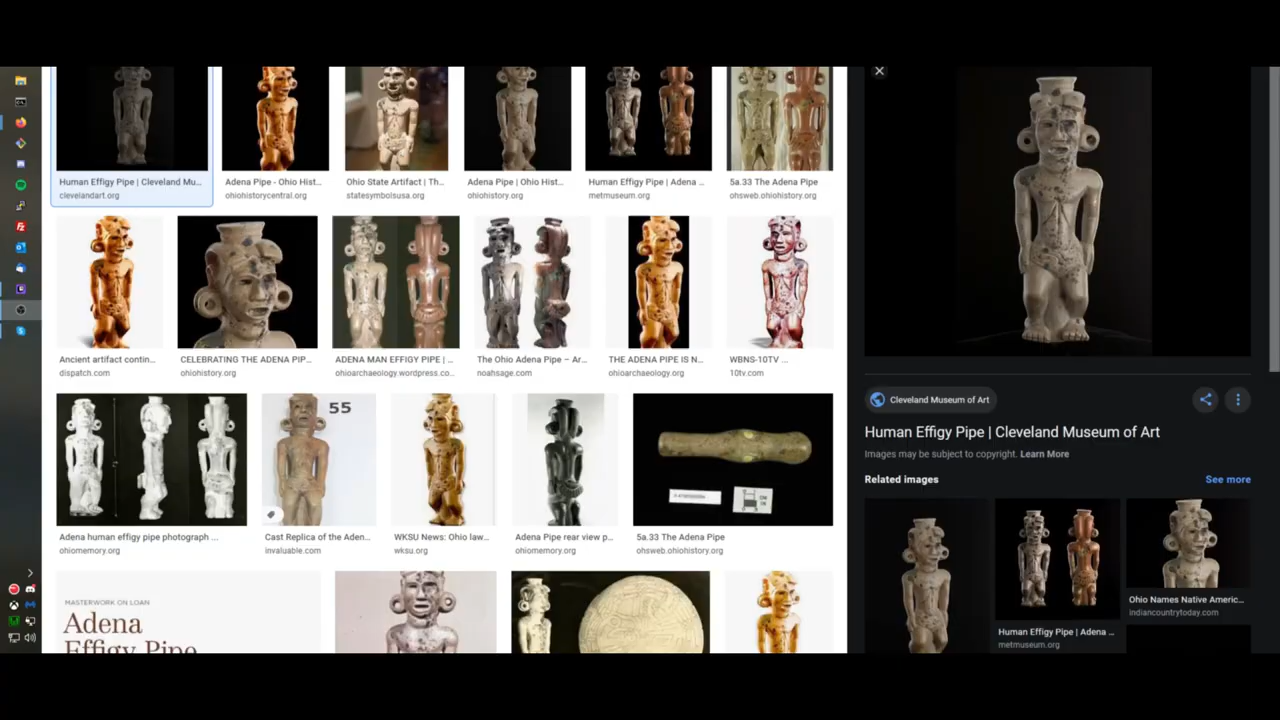 Human Effigy Pipe | Cleveland Mu...
clevelandart.org
Adena Pipe - Ohio Hist...
ohiohistorycentral.org
Ohio State Artifact | Th...
statesymbolsusa.org
Adena Pipe | Ohio Hist...
ohiohistory.org
Human Effigy Pipe | Adena ...
metmuseum.org
5a.33 The Adena Pipe
ohsweb.ohiohistory.org
Ancient artifact contin...
dispatch.com
CELEBRATING THE ADENA PIP...
ohiohistory.org
ADENA MAN EFFIGY PIPE | ...
ohioarchaeology.wordpress.co...
The Ohio Adena Pipe – Ar...
noahsage.com
THE ADENA PIPE IS N...
ohioarchaeology.org
WBNS-10TV ...
10tv.com
55
Adena human effigy pipe photograph ...
ohiomemory.org
Cast Replica of the Aden...
invaluable.com
WKSU News: Ohio law...
wksu.org
Adena Pipe rear view p...
ohiomemory.org
5a.33 The Adena Pipe
ohsweb.ohiohistory.org
MASTERWORK ON LOAN
Adena
Effigy Pipe
Cleveland Museum of Art
Human Effigy Pipe | Cleveland Museum of Art
Images may be subject to copyright. Learn More
Related images
See more
Human Effigy Pipe | Adena ...
metmuseum.org
Ohio Names Native Americ...
indiancountrytoday.com